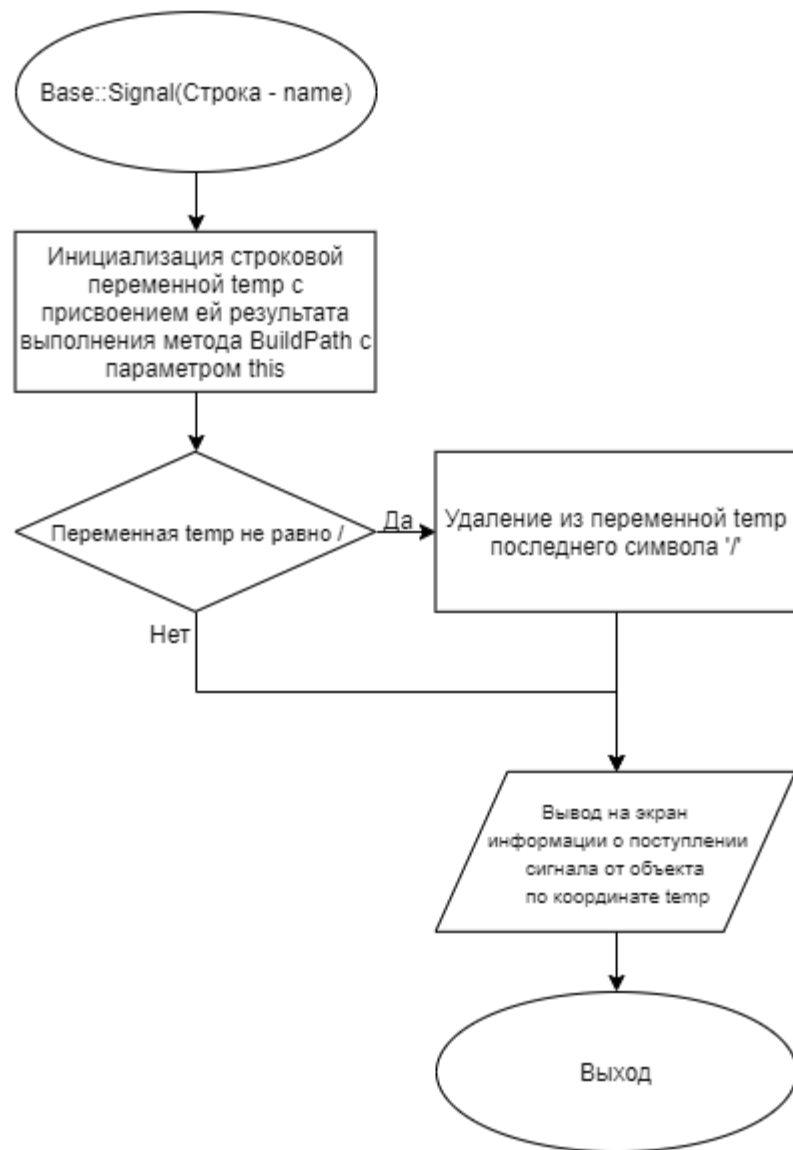 Base::Signal(Строка - name)
Инициализация строковой
переменной temp с
присвоением ей результата
выполнения метода BuildPath с
параметром this
Переменная temp не равно /
Да
Удаление из переменной temp
последнего символа '/'
Нет
Вывод на экран
информации о поступлении
сигнала от объекта
по координате temp
Выход